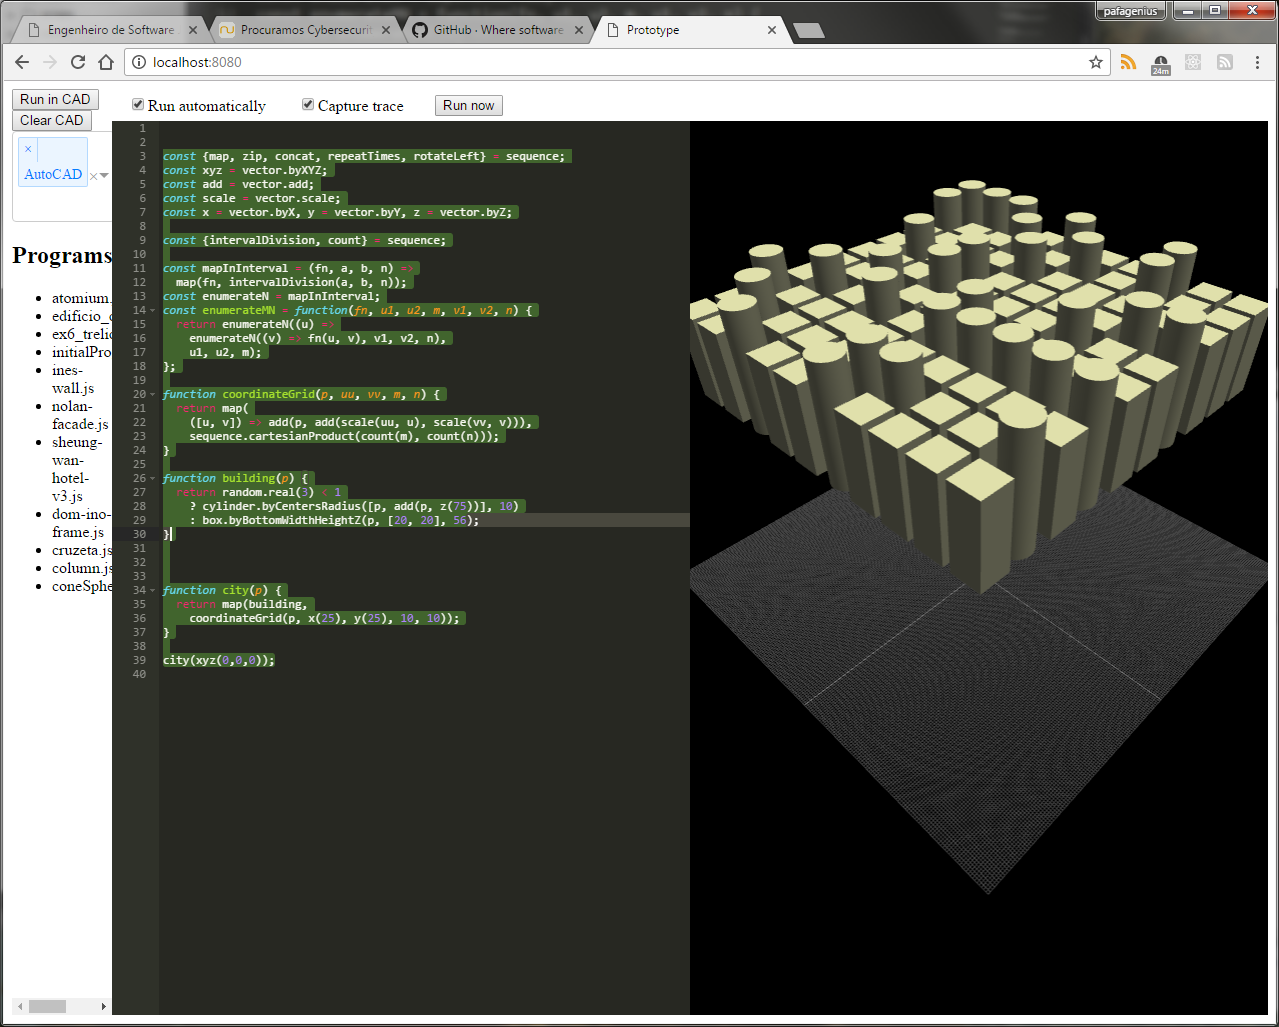 pafagenius
Engenheiro de Software
Procuramos Cybersecurit
GitHub · Where software
Prototype
localhost:8080
24m
Run in CAD
Clear CAD
Run automatically
Capture trace
Run now
×
AutoCAD
Programs
atomium.
edificio_
ex6_treli
initialPro
ines-
wall.js
nolan-
facade.js
sheung-
wan-
hotel-
v3.js
dom-ino-
frame.js
cruzeta.js
column.js
coneSphe
1
2
3 const {map, zip, concat, repeatTimes, rotateLeft} = sequence;
4 const xyz = vector.byXYZ;
5 const add = vector.add;
6 const scale = vector.scale;
7 const x = vector.byX, y = vector.byY, z = vector.byZ;
8
9 const {intervalDivision, count} = sequence;
10
11 const mapInInterval = (fn, a, b, n) =>
12 map(fn, intervalDivision(a, b, n));
13 const enumerateN = mapInInterval;
14 const enumerateMN = function(fn, u1, u2, m, v1, v2, n) {
15 return enumerateN((u) =>
16 enumerateN((v) => fn(u, v), v1, v2, n),
17 u1, u2, m);
18 };
19
20 function coordinateGrid(p, uu, vv, m, n) {
21 return map(
22 ([u, v]) => add(p, add(scale(uu, u), scale(vv, v))),
23 sequence.cartesianProduct(count(m), count(n)));
24 }
25
26 function building(p) {
27 return random.real(3) < 1
28 ? cylinder.byCentersRadius([p, add(p, z(75))], 10)
29 : box.byBottomWidthHeightZ(p, [20, 20], 56);
30 }
31
32
33
34 function city(p) {
35 return map(building,
36 coordinateGrid(p, x(25), y(25), 10, 10));
37 }
38
39 city(xyz(0,0,0));
40